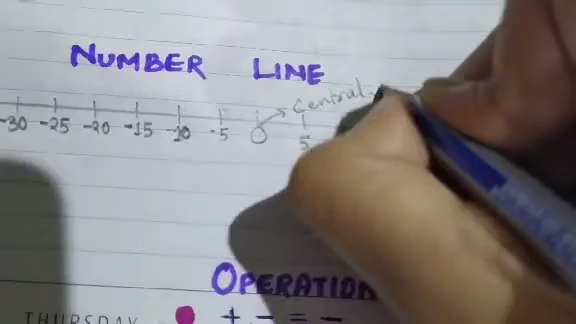 NUMBER LINE
Central
-30 -25 -20 -15 -10 -5 0 5
OPERATION
THURSDAY + - = -